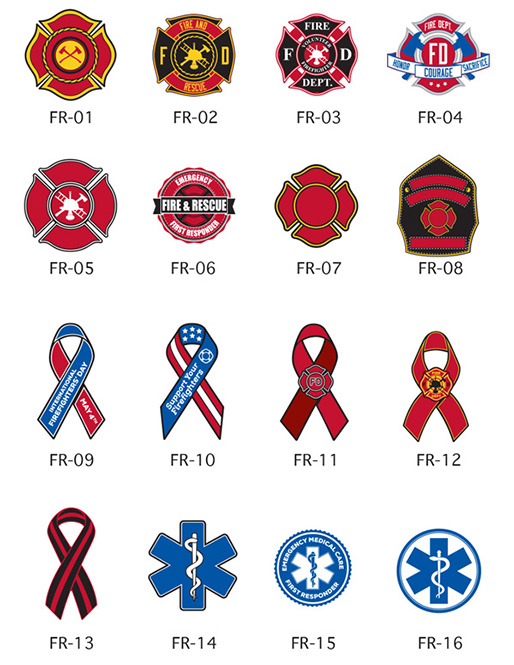 FIRE AND
F D
RESCUE
FIRE
VOLUNTEER
F D
FIREFIGHTER
DEPT.
FIRE DEPT.
FD
HONOR COURAGE SACRIFICE
FR-01 FR-02 FR-03 FR-04
EMERGENCY
FIRE & RESCUE
FIRST RESPONDER
FR-05 FR-06 FR-07 FR-08
INTERNATIONAL
FIREFIGHTERS' DAY
MAY 4TH
Support Your
Firefighters
FD
FR-09 FR-10 FR-11 FR-12
EMERGENCY MEDICAL CARE
FIRST RESPONDER
FR-13 FR-14 FR-15 FR-16